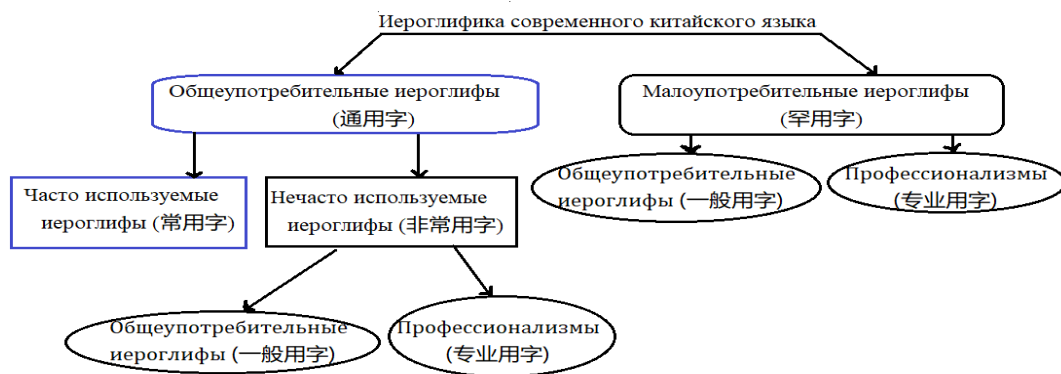 Иероглифика современного китайского языка
Общеупотребительные иероглифы
(通用字)
Малоупотребительные иероглифы
(罕用字)
Часто используемые
иероглифы (常用字)
Нечасто используемые
иероглифы (非常用字)
Общеупотребительные
иероглифы (一般用字)
Профессионализмы
(专业用字)
Общеупотребительные
иероглифы (一般用字)
Профессионализмы
(专业用字)